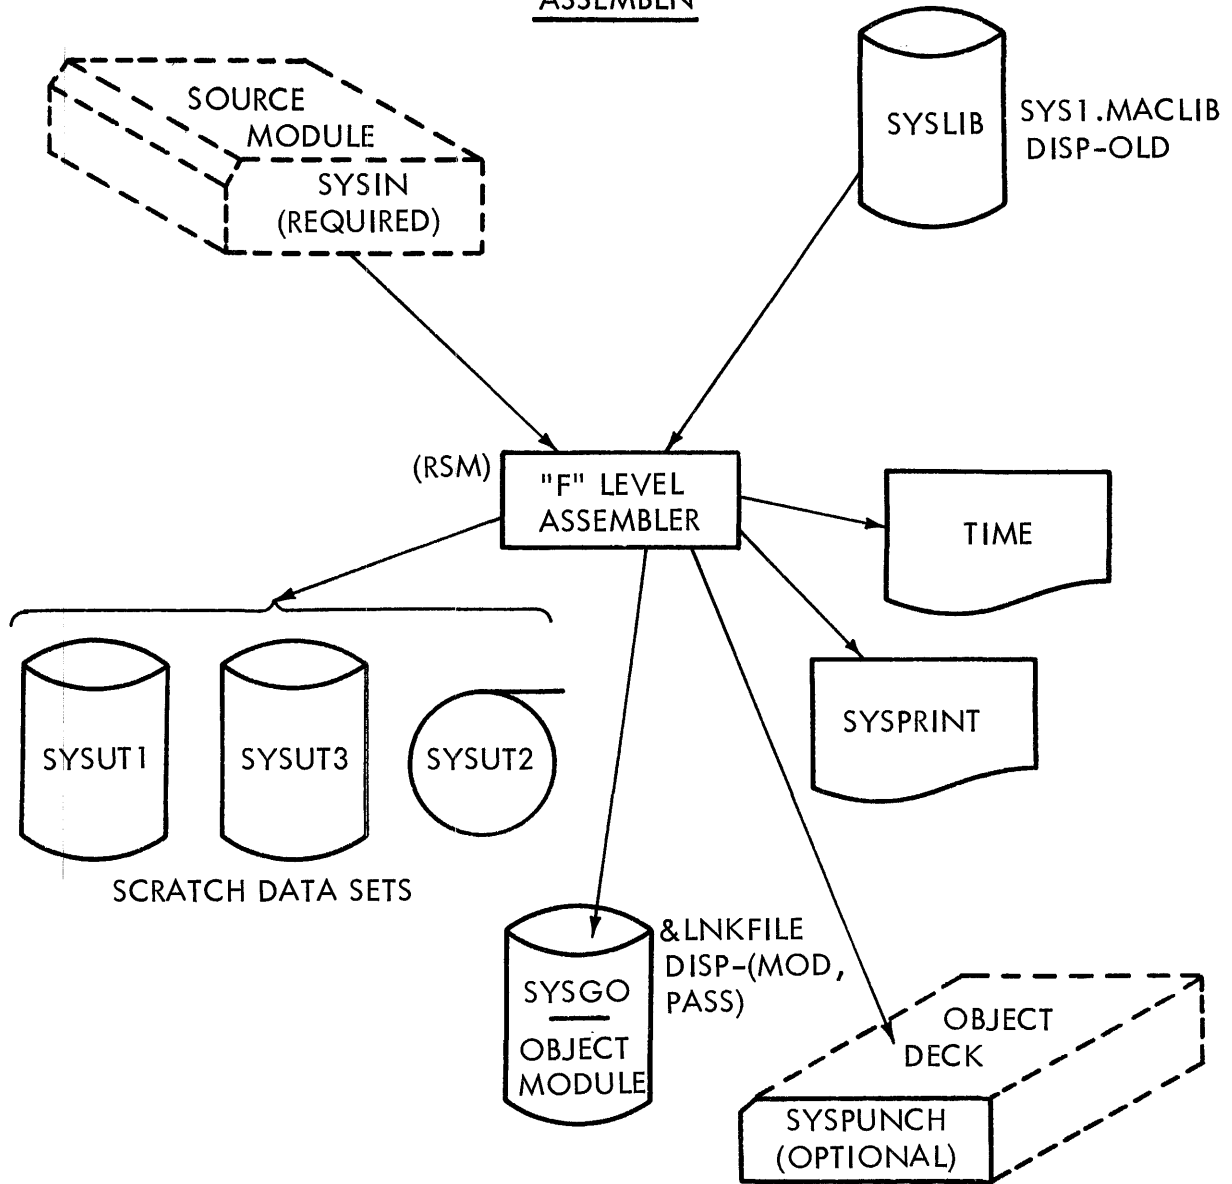 ASSEMBLN
SOURCE
MODULE
SYSIN
(REQUIRED)
SYSLIB
SYS1.MACLIB
DISP-OLD
(RSM)
"F" LEVEL
ASSEMBLER
TIME
SYSPRINT
SYSUT1
SYSUT3
SYSUT2
SCRATCH DATA SETS
SYSGO
OBJECT
MODULE
&LNKFILE
DISP-(MOD,
PASS)
OBJECT
DECK
SYSPUNCH
(OPTIONAL)